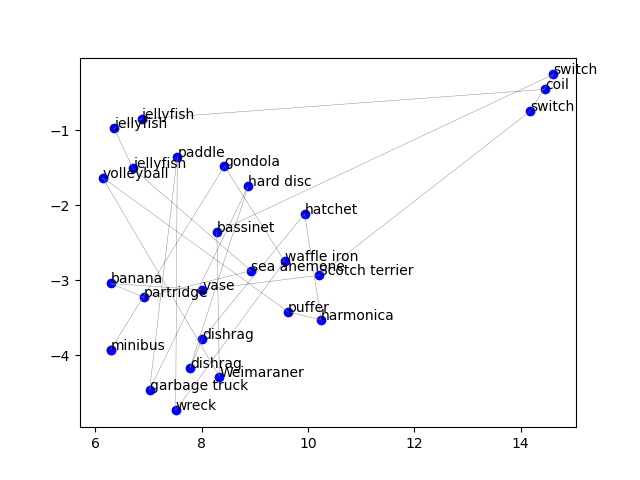 switch
coil
switch
−1
jellyfish
jellyfish
paddle
gondola
jellyfish
volleyball
hard disc
−2
hatchet
bassinet
waffle iron
sea anemone
Scotch terrier
−3
banana
vase
partridge
puffer
harmonica
dishrag
minibus
−4
dishrag
Weimaraner
garbage truck
wreck
6
8
10
12
14